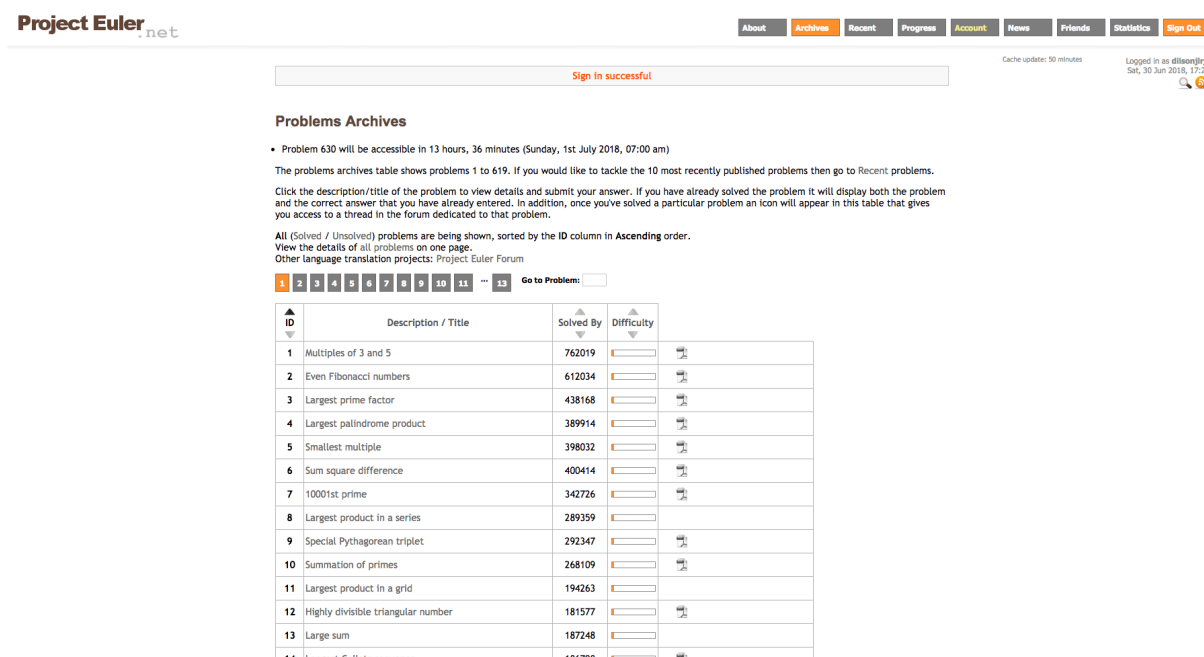 Project Euler.net
About Archives Recent Progress Account News Friends Statistics Sign Out
Cache update: 50 minutes
Logged in as
Sat, 30 Jun 2018,
Sign in successful
Problems Archives
• Problem 630 will be accessible in 13 hours, 36 minutes (Sunday, 1st July 2018, 07:00 am)
The problems archives table shows problems 1 to 619. If you would like to tackle the 10 most recently published problems then go to Recent problems.
Click the description/title of the problem to view details and submit your answer. If you have already solved the problem it will display both the problem
and the correct answer that you have already entered. In addition, once you've solved a particular problem an icon will appear in this table that gives
you access to a thread in the forum dedicated to that problem.
All (Solved / Unsolved) problems are being shown, sorted by the ID column in Ascending order.
View the details of all problems on one page.
Other language translation projects: Project Euler Forum
1 2 3 4 5 6 7 8 9 10 11 ... 13 Go to Problem:
ID Description / Title Solved By Difficulty
1 Multiples of 3 and 5 762019
2 Even Fibonacci numbers 612034
3 Largest prime factor 438168
4 Largest palindrome product 389914
5 Smallest multiple 398032
6 Sum square difference 400414
7 10001st prime 342726
8 Largest product in a series 289359
9 Special Pythagorean triplet 292347
10 Summation of primes 268109
11 Largest product in a grid 194263
12 Highly divisible triangular number 181577
13 Large sum 187248